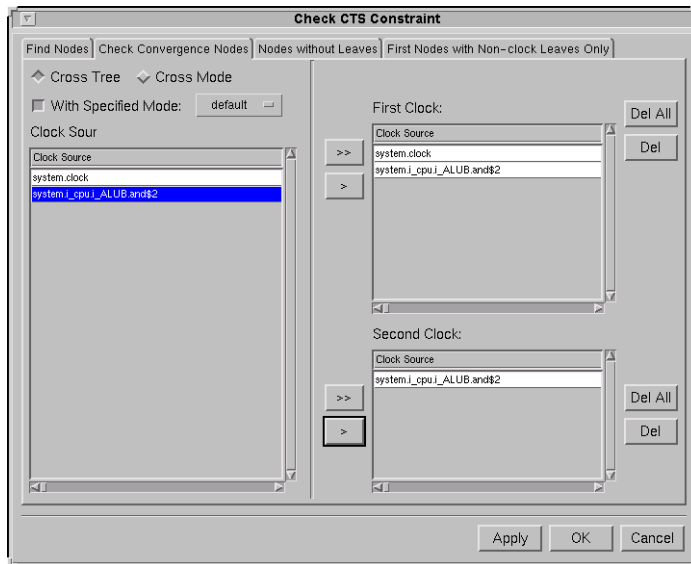 Check CTS Constraint
Find Nodes Check Convergence Nodes Nodes without Leaves First Nodes with Non-clock Leaves Only
Cross Tree Cross Mode
With Specified Mode: default
Clock Sour
Clock Source
system.clock
system.i_cpu.i_ALUB.and$2
>>
>
First Clock:
Clock Source
system.clock
system.i_cpu.i_ALUB.and$2
Del All
Del
Second Clock:
Clock Source
system.i_cpu.i_ALUB.and$2
>>
>
Del All
Del
Apply OK Cancel